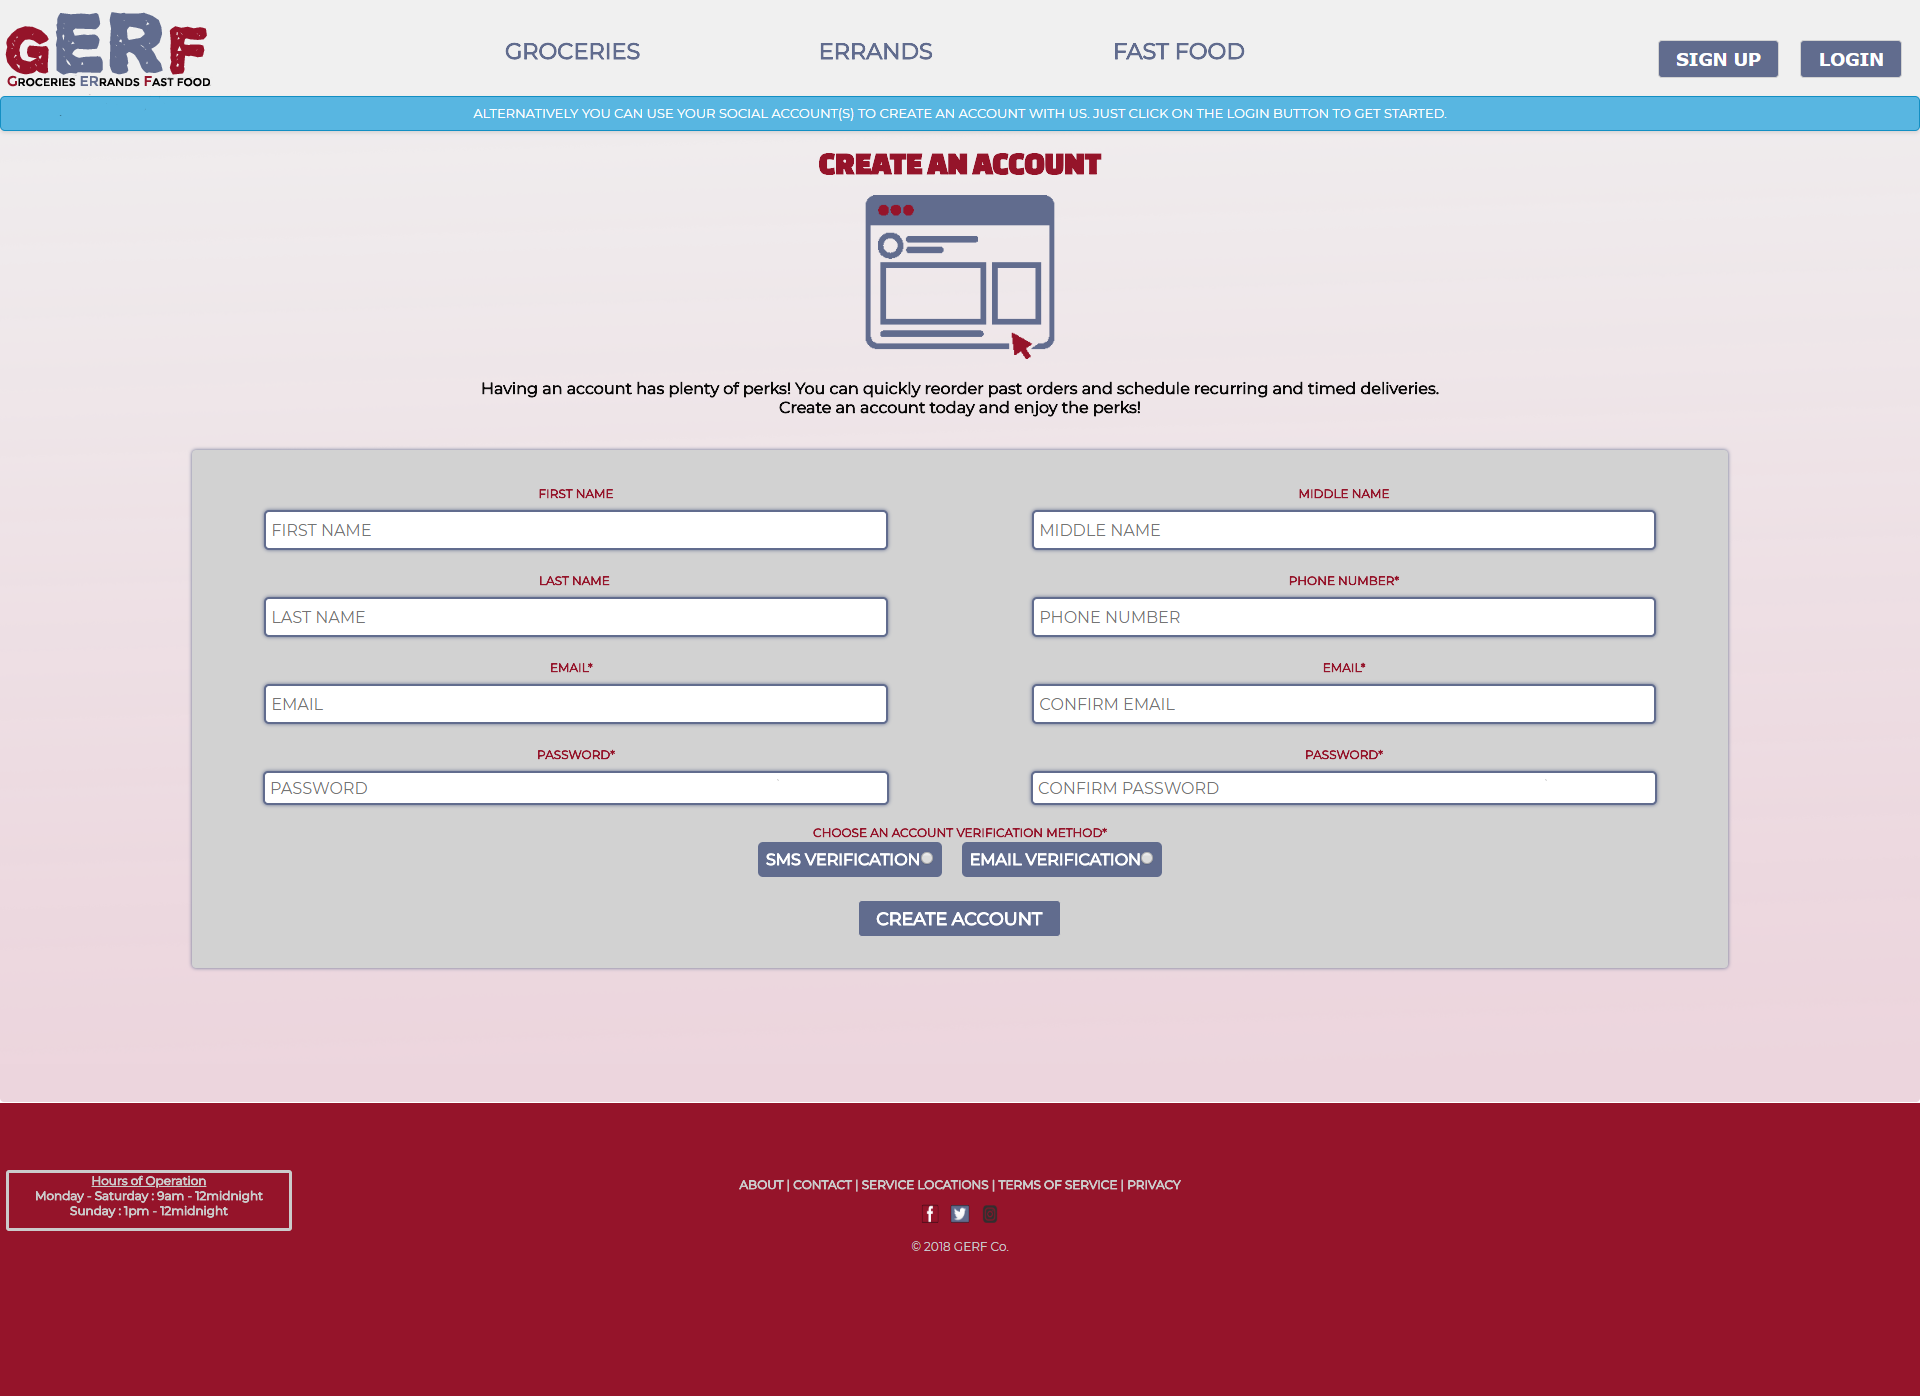 GERF
GROCERIES ERRANDS FAST FOOD
GROCERIES
ERRANDS
FAST FOOD
SIGN UP
LOGIN
ALTERNATIVELY YOU CAN USE YOUR SOCIAL ACCOUNT(S) TO CREATE AN ACCOUNT WITH US. JUST CLICK ON THE LOGIN BUTTON TO GET STARTED.
CREATE AN ACCOUNT
Having an account has plenty of perks! You can quickly reorder past orders and schedule recurring and timed deliveries.
Create an account today and enjoy the perks!
FIRST NAME
MIDDLE NAME
FIRST NAME
MIDDLE NAME
LAST NAME
PHONE NUMBER*
LAST NAME
PHONE NUMBER
EMAIL*
EMAIL*
EMAIL
CONFIRM EMAIL
PASSWORD*
PASSWORD*
PASSWORD
CONFIRM PASSWORD
CHOOSE AN ACCOUNT VERIFICATION METHOD*
SMS VERIFICATION
EMAIL VERIFICATION
CREATE ACCOUNT
Hours of Operation
Monday - Saturday : 9am - 12midnight
Sunday : 1pm - 12midnight
ABOUT | CONTACT | SERVICE LOCATIONS | TERMS OF SERVICE | PRIVACY
© 2018 GERF Co.